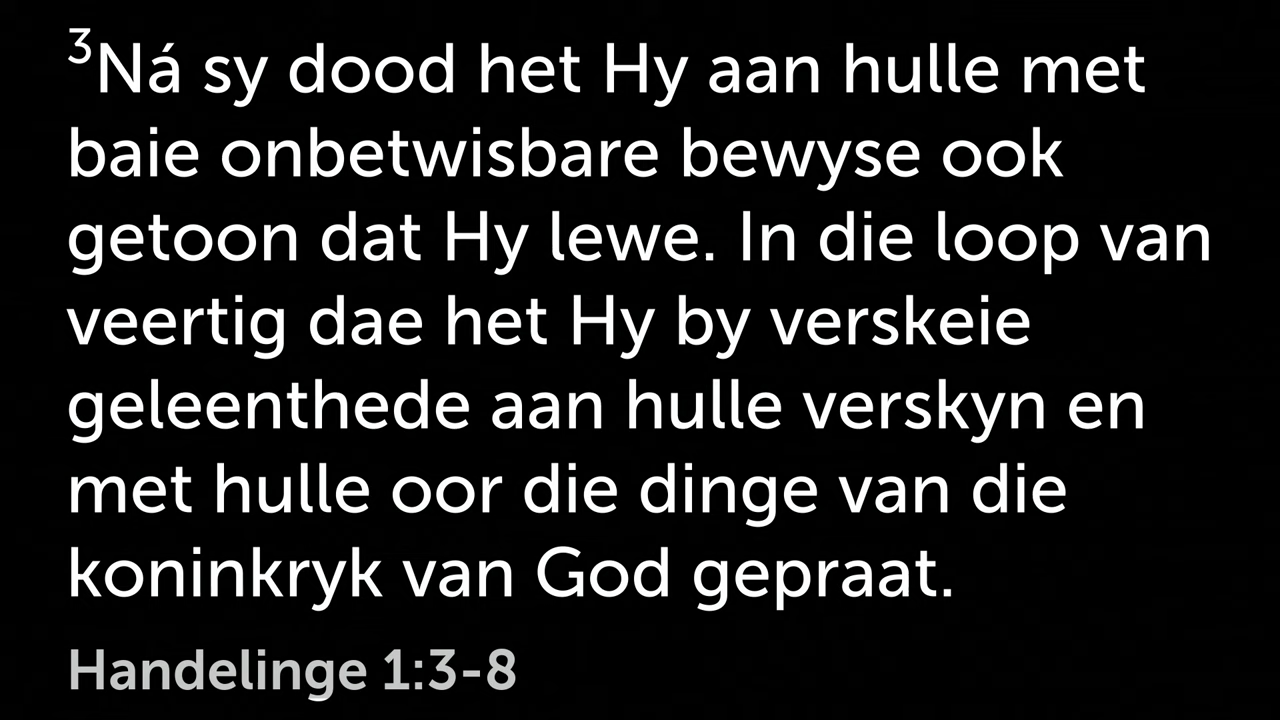 ³Ná sy dood het Hy aan hulle met
baie onbetwisbare bewyse ook
getoon dat Hy lewe. In die loop van
veertig dae het Hy by verskeie
geleenthede aan hulle verskyn en
met hulle oor die dinge van die
koninkryk van God gepraat.
Handelinge 1:3-8